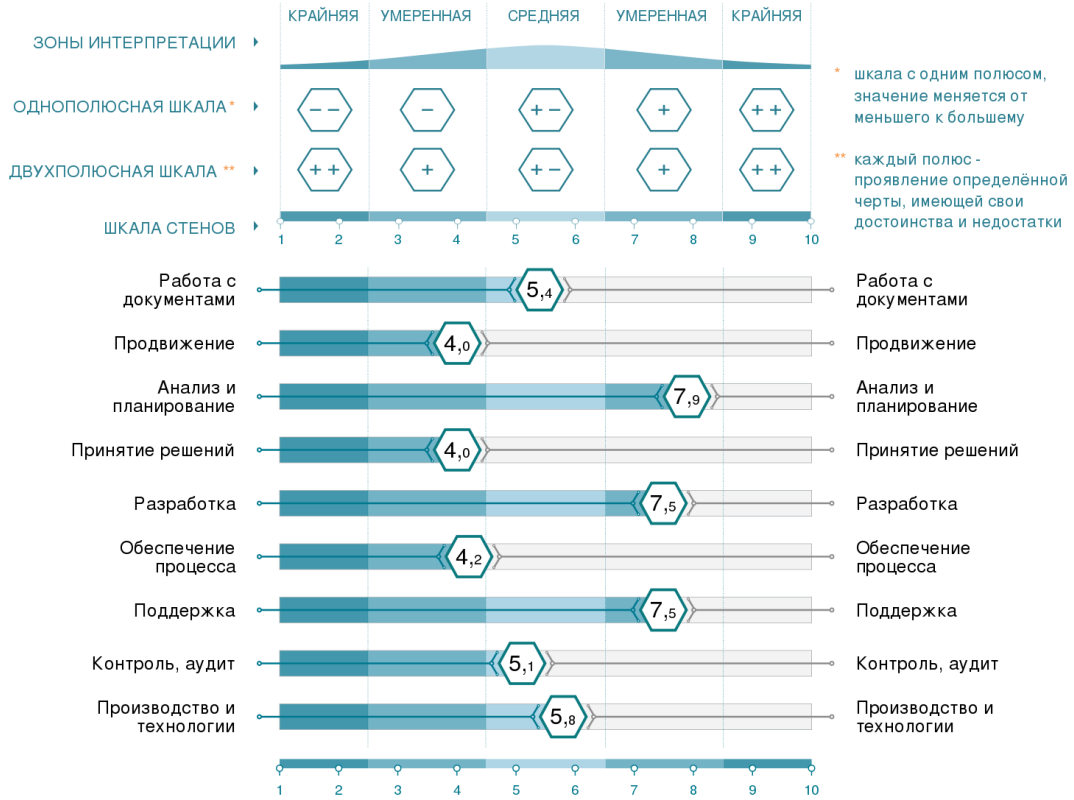 КРАЙНЯЯ УМЕРЕННАЯ СРЕДНЯЯ УМЕРЕННАЯ КРАЙНЯЯ
ЗОНЫ ИНТЕРПРЕТАЦИИ
ОДНОПОЛЮСНАЯ ШКАЛА *
− − − + − + + +
* шкала с одним полюсом,
значение меняется от
меньшего к большему
ДВУХПОЛЮСНАЯ ШКАЛА **
+ + + + − + + +
** каждый полюс -
проявление определённой
черты, имеющей свои
достоинства и недостатки
ШКАЛА СТЕНОВ
1 2 3 4 5 6 7 8 9 10
Работа с
документами
5,4
Работа с
документами
Продвижение 4,0 Продвижение
Анализ и
планирование
7,9
Анализ и
планирование
Принятие решений 4,0 Принятие решений
Разработка 7,5 Разработка
Обеспечение
процесса
4,2
Обеспечение
процесса
Поддержка 7,5 Поддержка
Контроль, аудит 5,1 Контроль, аудит
Производство и
технологии
5,8
Производство и
технологии
1 2 3 4 5 6 7 8 9 10